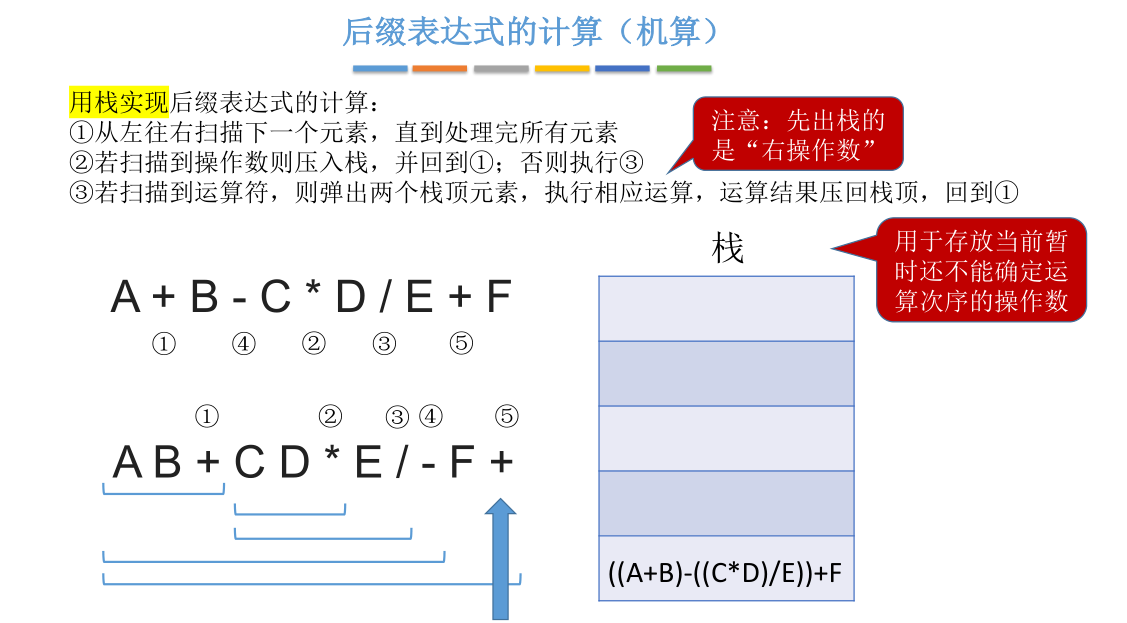 后缀表达式的计算（机算）
用栈实现后缀表达式的计算：
①从左往右扫描下一个元素，直到处理完所有元素
②若扫描到操作数则压入栈，并回到①；否则执行③
③若扫描到运算符，则弹出两个栈顶元素，执行相应运算，运算结果压回栈顶，回到①
注意：先出栈的
是“右操作数”
栈
用于存放当前暂
时还不能确定运
算次序的操作数
A + B - C * D / E + F
① ④ ② ③ ⑤
① ② ③ ④ ⑤
A B + C D * E / - F +
((A+B)-((C*D)/E))+F